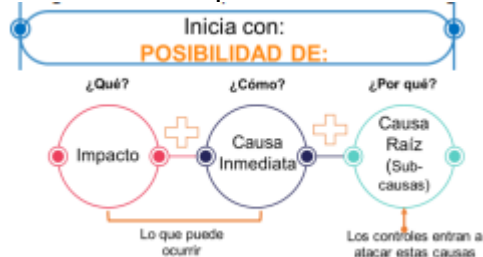 Inicia con:
POSIBILIDAD DE:
¿Qué?
¿Cómo?
¿Por qué?
Impacto
Causa
Inmediata
Causa
Raíz
(Sub-
causas)
Lo que puede
ocurrir
Los controles entran a
atacar estas causas